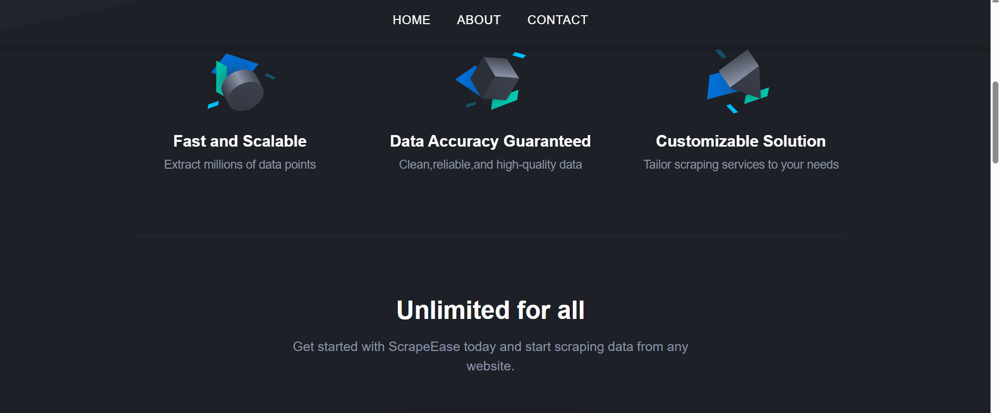 HOME ABOUT CONTACT
Fast and Scalable
Extract millions of data points
Data Accuracy Guaranteed
Clean,reliable,and high-quality data
Customizable Solution
Tailor scraping services to your needs
Unlimited for all
Get started with ScrapeEase today and start scraping data from any
website.